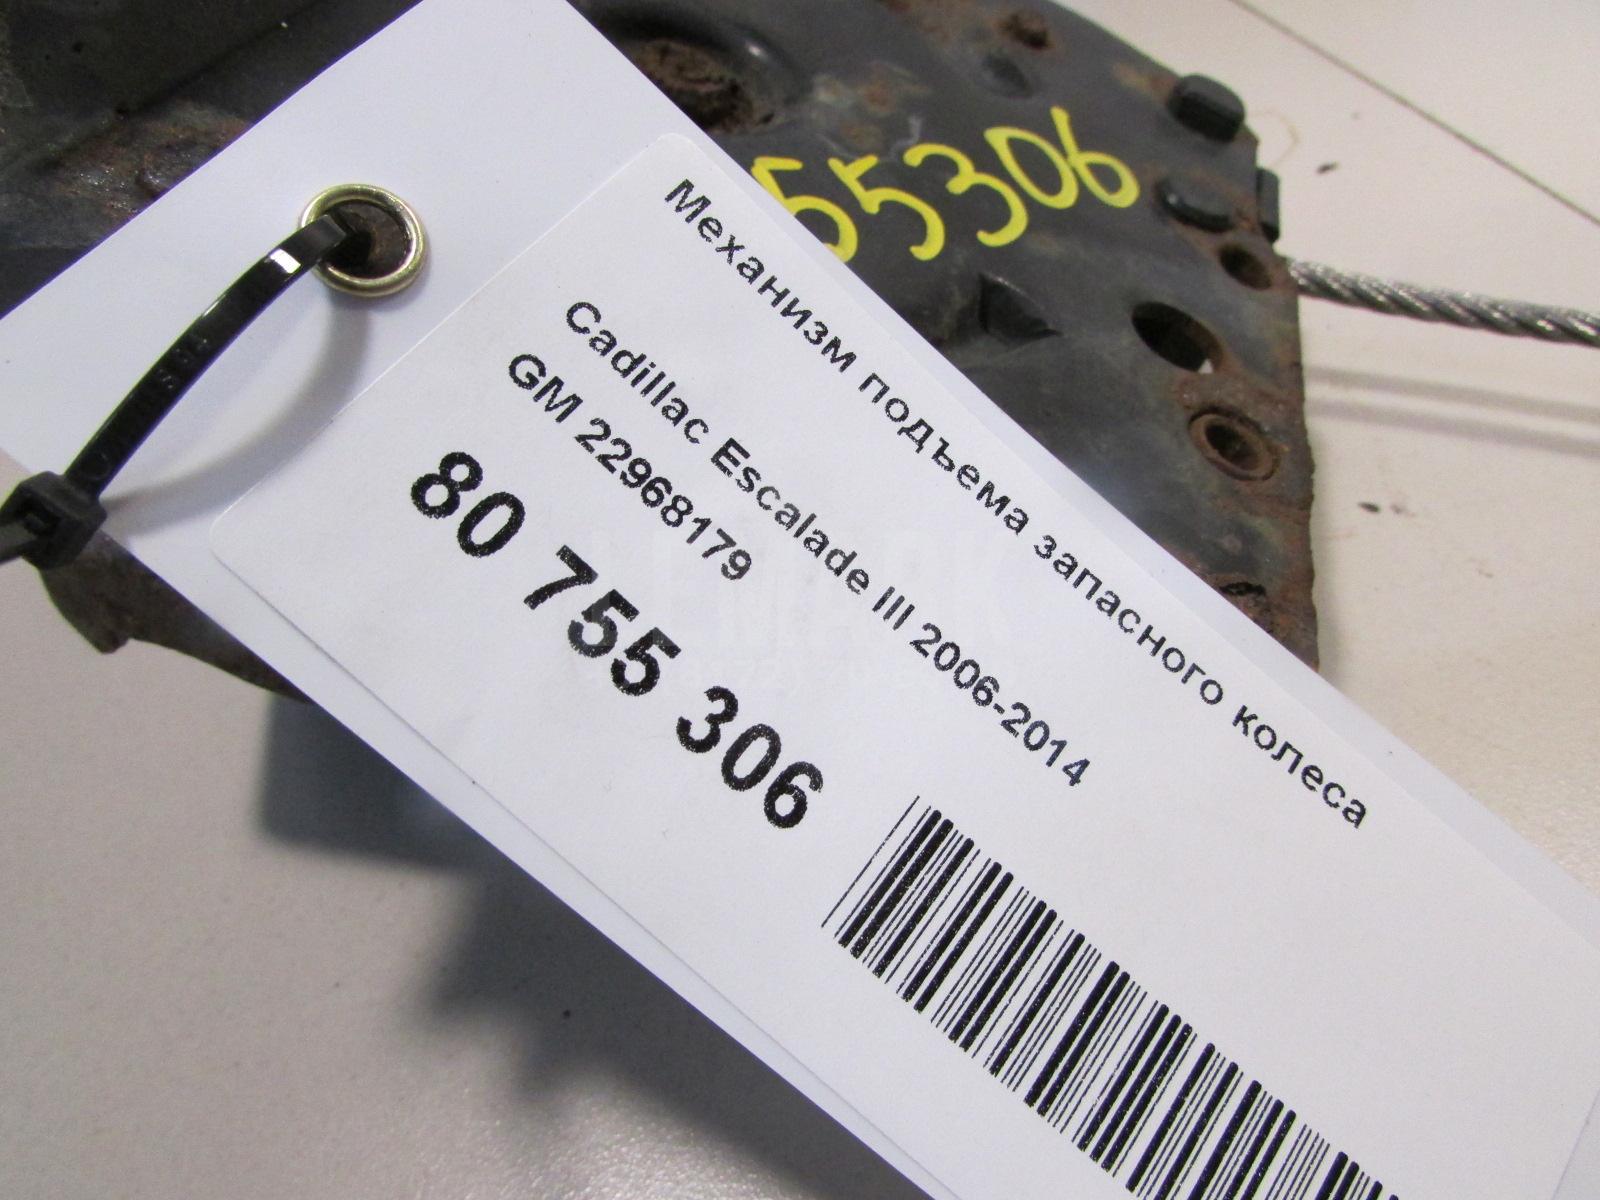 55306
Механизм подъема запасного колеса
Cadillac Escalade III 2006-2014
GM 22968179
80 755 306